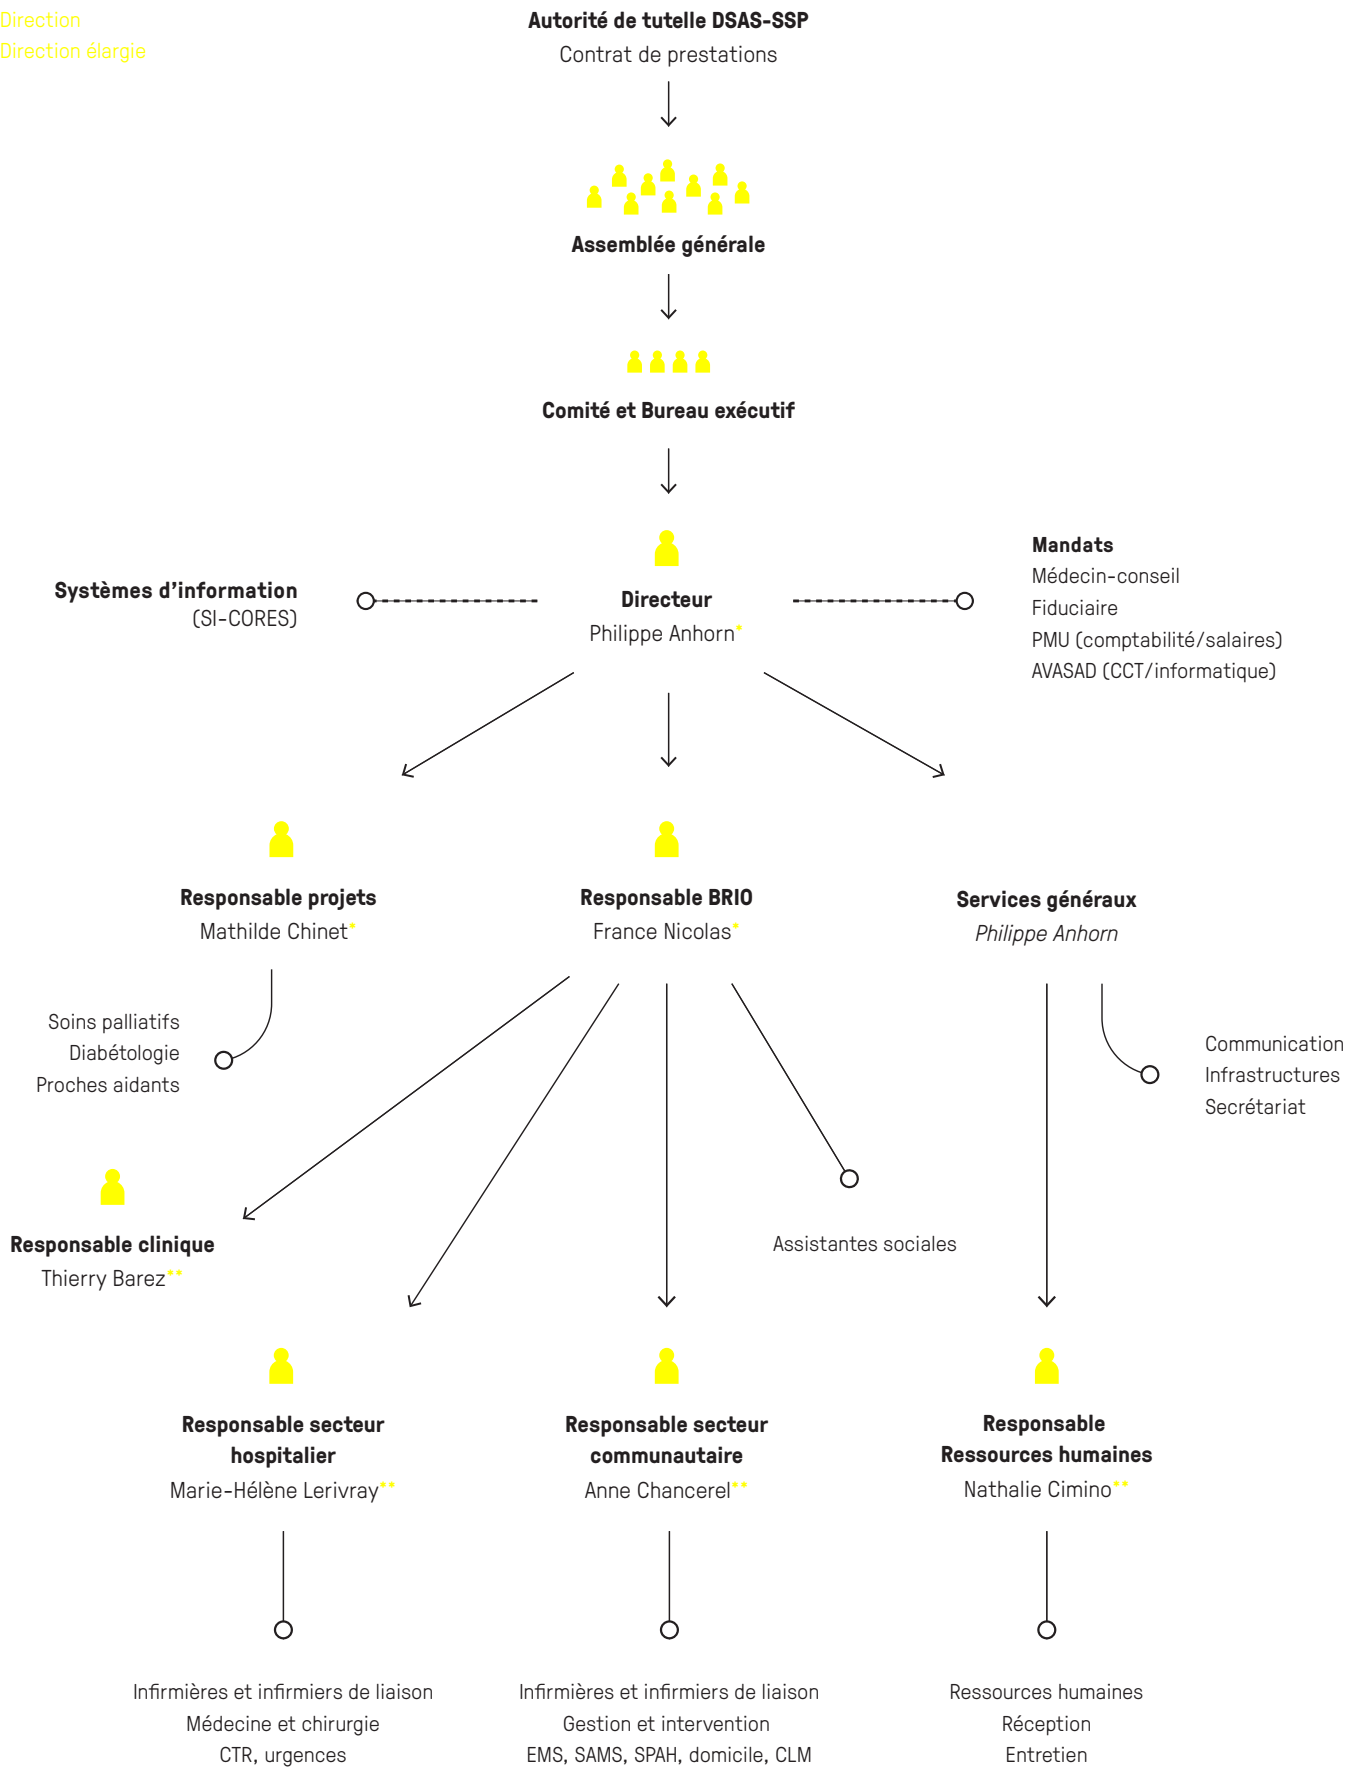 Direction
Direction élargie
Autorité de tutelle DSAS-SSP
Contrat de prestations
Assemblée générale
Comité et Bureau exécutif
Systèmes d’information
(SI-CORES)
Directeur
Philippe Anhorn*
Mandats
Médecin-conseil
Fiduciaire
PMU (comptabilité/salaires)
AVASAD (CCT/informatique)
Responsable projets
Mathilde Chinet*
Responsable BRIO
France Nicolas*
Services généraux
Philippe Anhorn
Soins palliatifs
Diabétologie
Proches aidants
Communication
Infrastructures
Secrétariat
Responsable clinique
Thierry Barez**
Assistantes sociales
Responsable secteur
hospitalier
Marie-Hélène Lerivray**
Responsable secteur
communautaire
Anne Chancerel**
Responsable
Ressources humaines
Nathalie Cimino**
Infirmières et infirmiers de liaison
Médecine et chirurgie
CTR, urgences
Infirmières et infirmiers de liaison
Gestion et intervention
EMS, SAMS, SPAH, domicile, CLM
Ressources humaines
Réception
Entretien